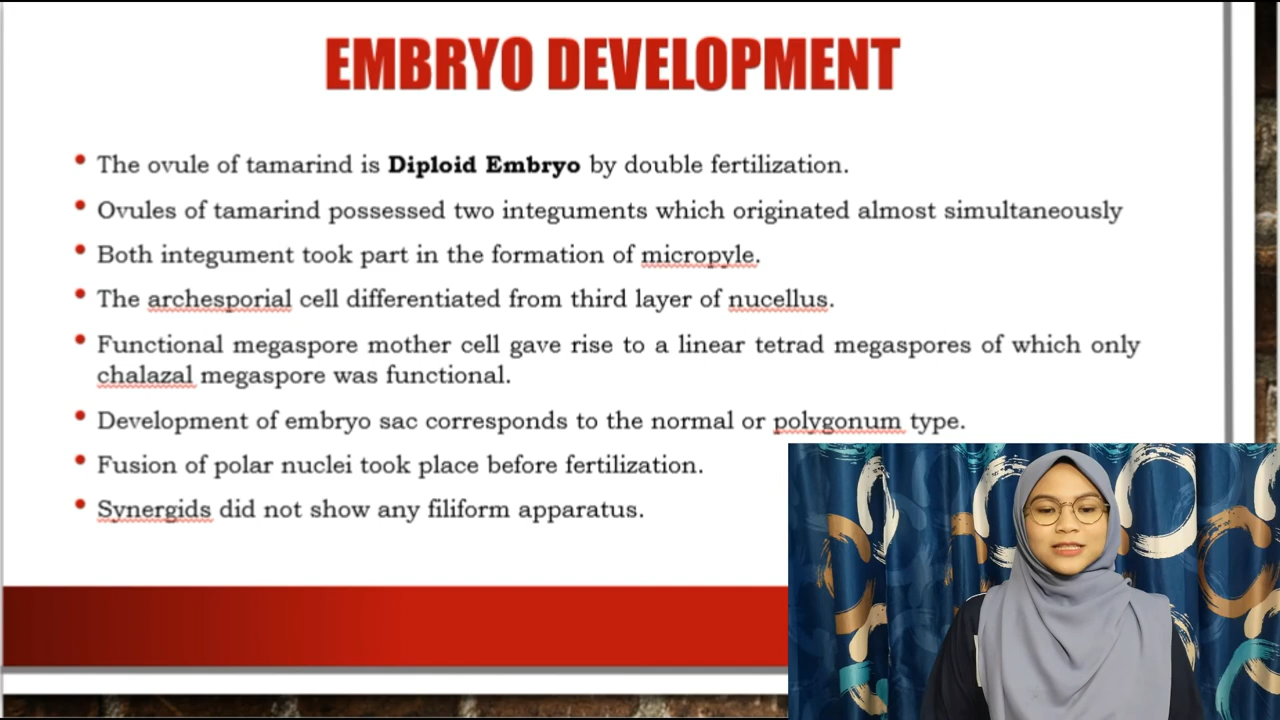 EMBRYO DEVELOPMENT
• The ovule of tamarind is Diploid Embryo by double fertilization.
• Ovules of tamarind possessed two integuments which originated almost simultaneously
• Both integument took part in the formation of micropyle.
• The archesporial cell differentiated from third layer of nucellus.
• Functional megaspore mother cell gave rise to a linear tetrad megaspores of which only
chalazal megaspore was functional.
• Development of embryo sac corresponds to the normal or polygonum type.
• Fusion of polar nuclei took place before fertilization.
• Synergids did not show any filiform apparatus.